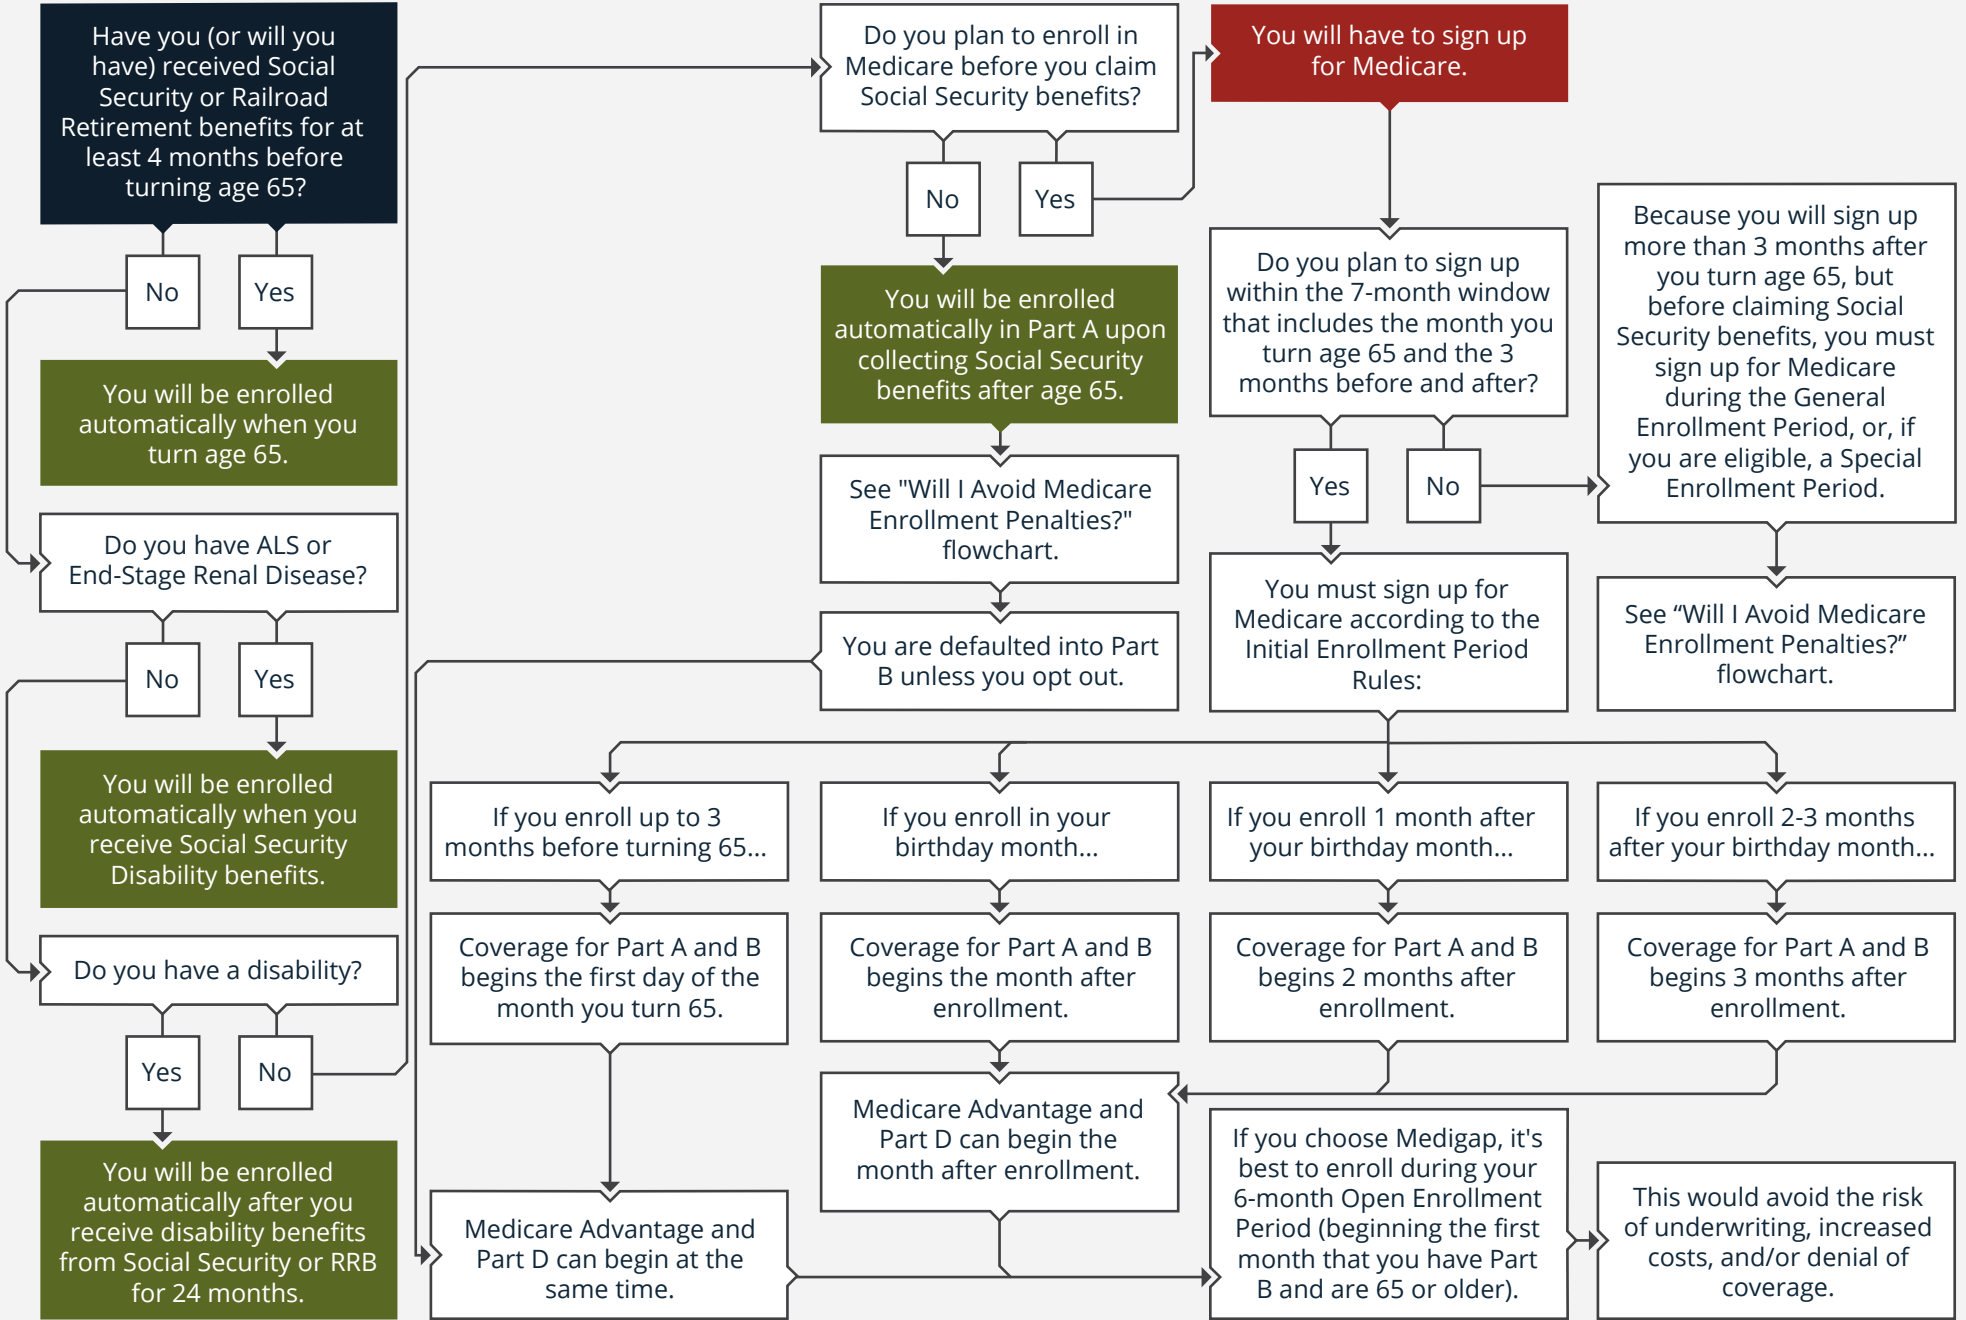 Have you (or will you
have) received Social
Security or Railroad
Retirement benefits for at
least 4 months before
turning age 65?
No
Yes
You will be enrolled
automatically when you
turn age 65.
Do you have ALS or
End-Stage Renal Disease?
No
Yes
You will be enrolled
automatically when you
receive Social Security
Disability benefits.
Do you have a disability?
Yes
No
You will be enrolled
automatically after you
receive disability benefits
from Social Security or RRB
for 24 months.
Do you plan to enroll in
Medicare before you claim
Social Security benefits?
No
Yes
You will be enrolled
automatically in Part A upon
collecting Social Security
benefits after age 65.
See "Will I Avoid Medicare
Enrollment Penalties?"
flowchart.
You are defaulted into Part
B unless you opt out.
You will have to sign up
for Medicare.
Do you plan to sign up
within the 7-month window
that includes the month you
turn age 65 and the 3
months before and after?
Yes
No
Because you will sign up
more than 3 months after
you turn age 65, but
before claiming Social
Security benefits, you must
sign up for Medicare
during the General
Enrollment Period, or, if
you are eligible, a Special
Enrollment Period.
See “Will I Avoid Medicare
Enrollment Penalties?”
flowchart.
You must sign up for
Medicare according to the
Initial Enrollment Period
Rules:
If you enroll up to 3
months before turning 65...
Coverage for Part A and B
begins the first day of the
month you turn 65.
Medicare Advantage and
Part D can begin at the
same time.
If you enroll in your
birthday month...
Coverage for Part A and B
begins the month after
enrollment.
Medicare Advantage and
Part D can begin the
month after enrollment.
If you enroll 1 month after
your birthday month...
Coverage for Part A and B
begins 2 months after
enrollment.
If you enroll 2-3 months
after your birthday month...
Coverage for Part A and B
begins 3 months after
enrollment.
If you choose Medigap, it's
best to enroll during your
6-month Open Enrollment
Period (beginning the first
month that you have Part
B and are 65 or older).
This would avoid the risk
of underwriting, increased
costs, and/or denial of
coverage.